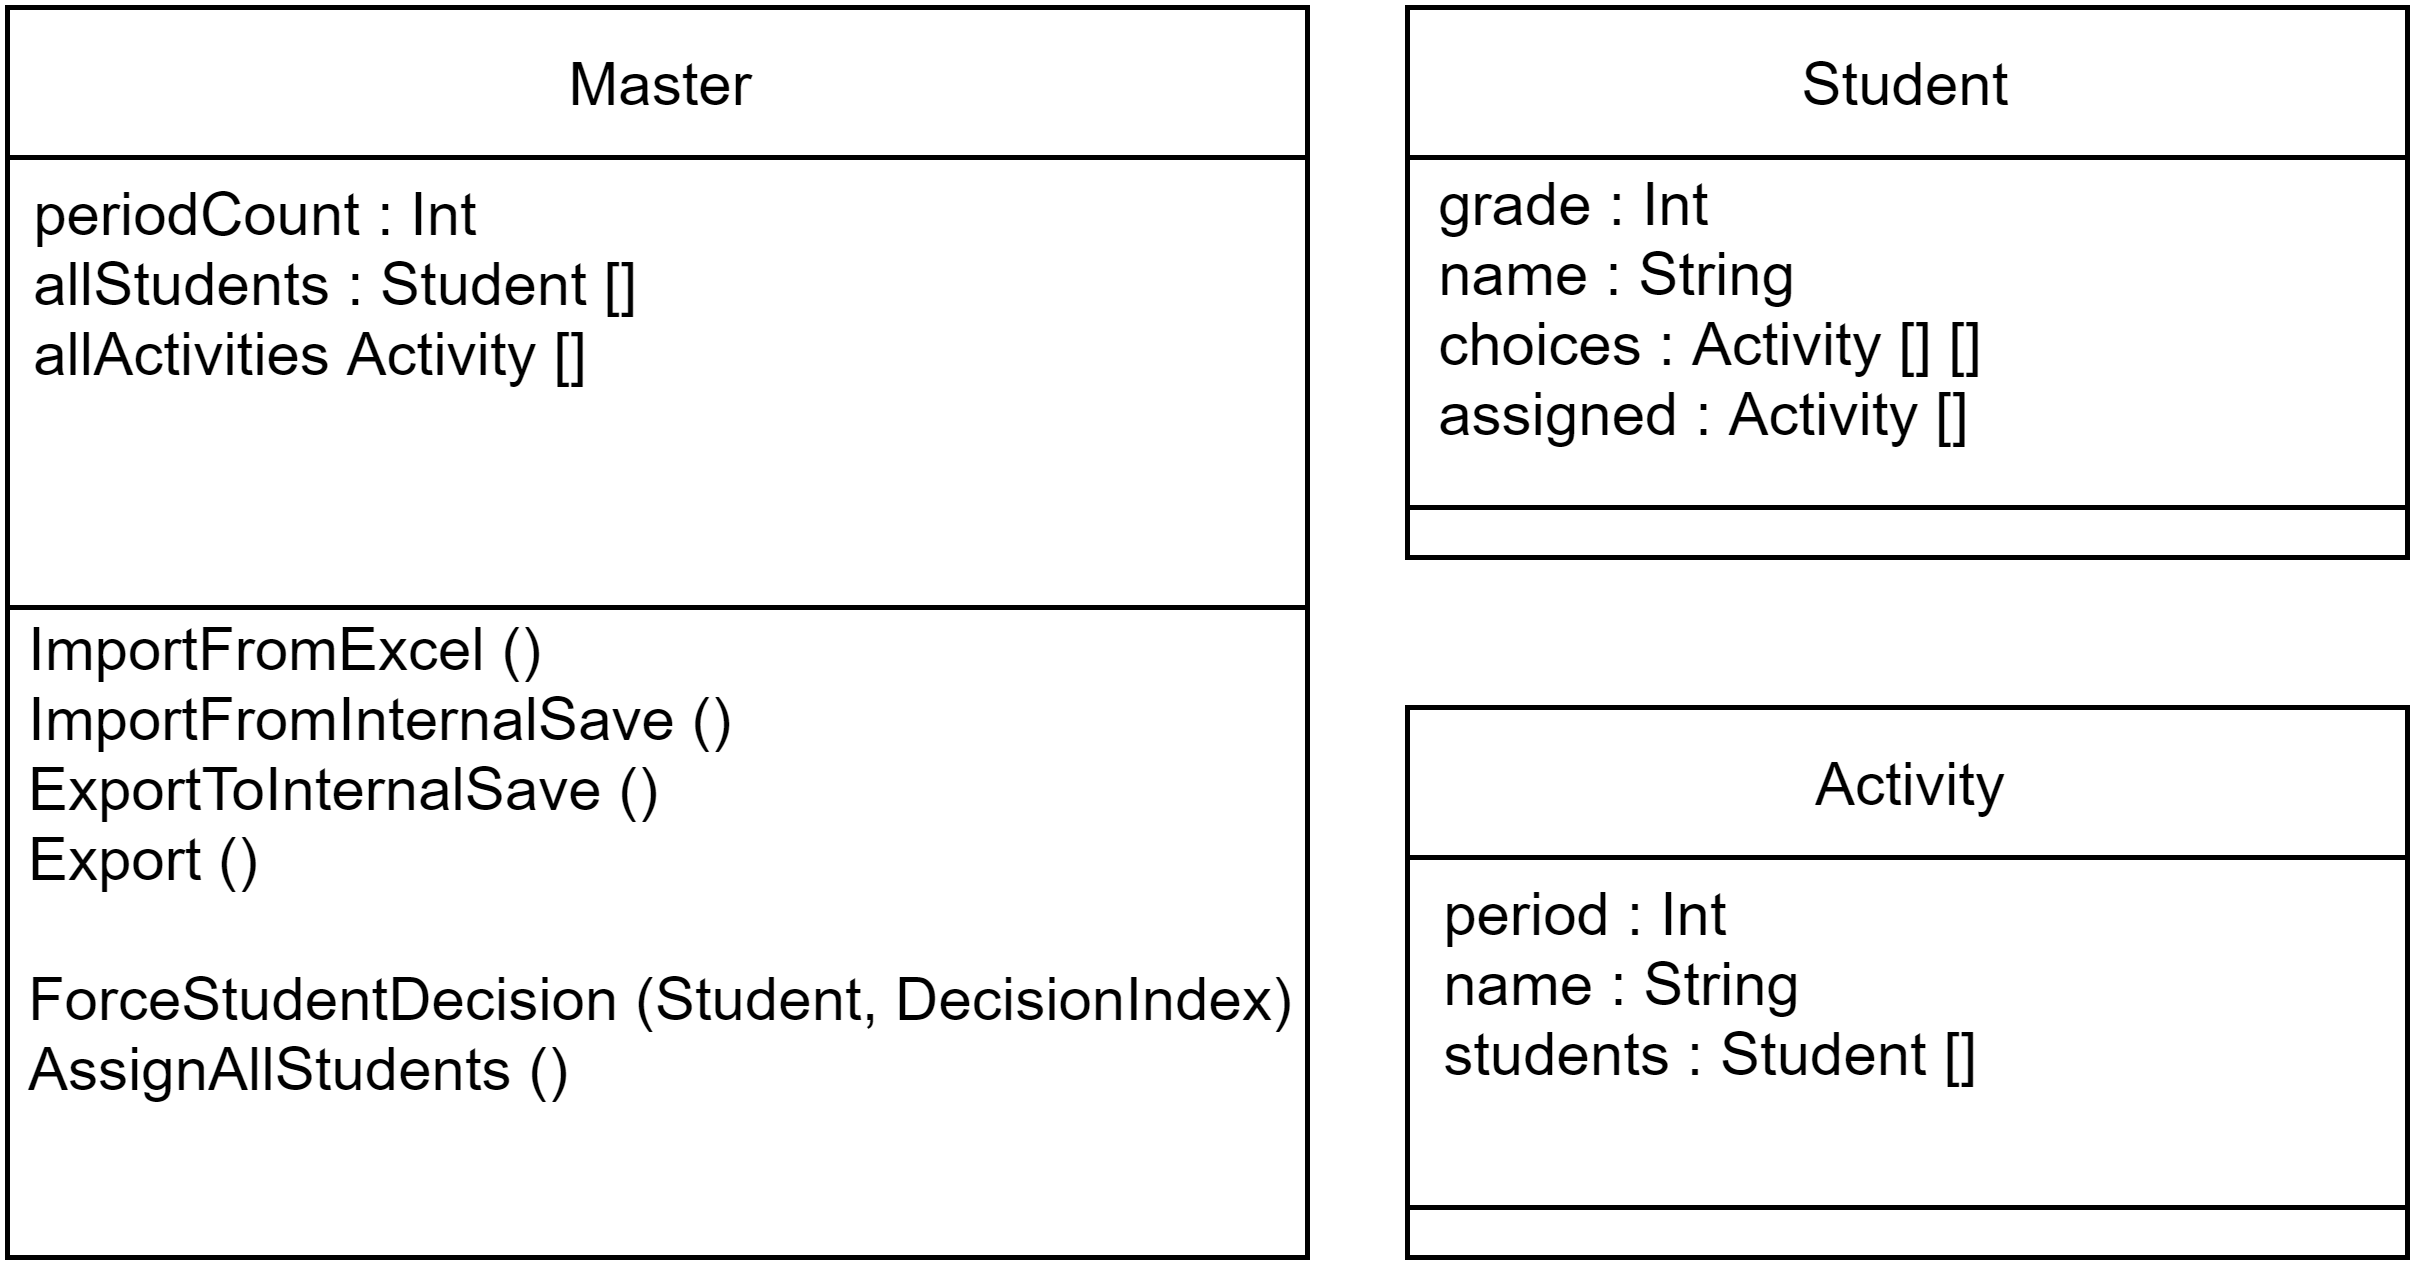 Master
periodCount : Int
allStudents : Student []
allActivities Activity []
ImportFromExcel ()
ImportFromInternalSave ()
ExportToInternalSave ()
Export ()
ForceStudentDecision (Student, DecisionIndex)
AssignAllStudents ()
Student
grade : Int
name : String
choices : Activity [] []
assigned : Activity []
Activity
period : Int
name : String
students : Student []